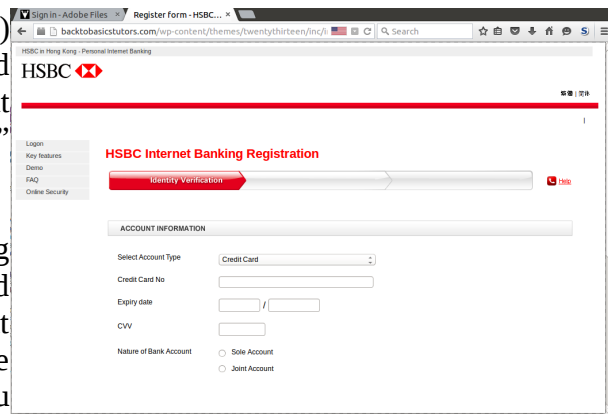 Sign in - Adobe Files × Register form - HSBC... ×
backtobasicstutors.com/wp-content/themes/twentythirteen/inc/li Search
HSBC in Hong Kong - Personal Internet Banking
HSBC
繁體 | 简体
Logon
Key features
Demo
FAQ
Online Security
HSBC Internet Banking Registration
Identity Verification
Help
ACCOUNT INFORMATION
Select Account Type Credit Card
Credit Card No
Expiry date /
CVV
Nature of Bank Account Sole Account
Joint Account